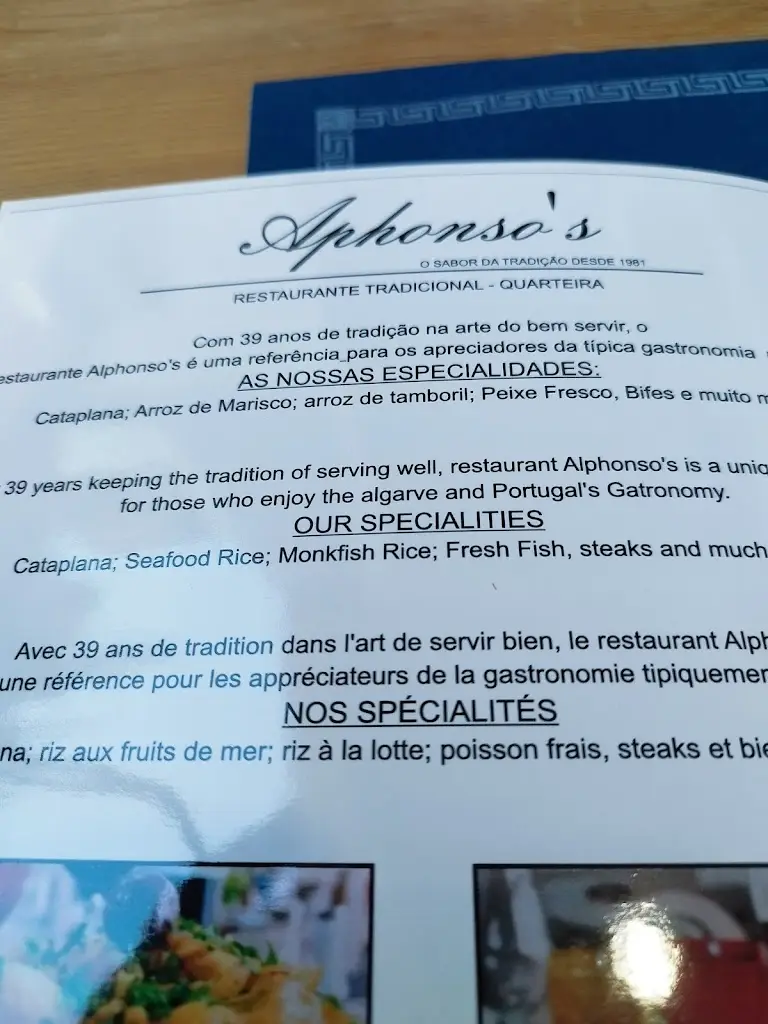 Aphonso's
O SABOR DA TRADIÇÃO DESDE 1981
RESTAURANTE TRADICIONAL - QUARTEIRA
Com 39 anos de tradição na arte do bem servir, o
estaurante Alphonso's é uma referência para os apreciadores da típica gastronomia
AS NOSSAS ESPECIALIDADES:
Cataplana; Arroz de Marisco; arroz de tamboril; Peixe Fresco, Bifes e muito m
39 years keeping the tradition of serving well, restaurant Alphonso's is a uniq
for those who enjoy the algarve and Portugal's Gatronomy.
OUR SPECIALITIES
Cataplana; Seafood Rice; Monkfish Rice; Fresh Fish, steaks and much
Avec 39 ans de tradition dans l'art de servir bien, le restaurant Alph
une référence pour les appréciateurs de la gastronomie tipiquemen
NOS SPÉCIALITÉS
na; riz aux fruits de mer; riz à la lotte; poisson frais, steaks et bie